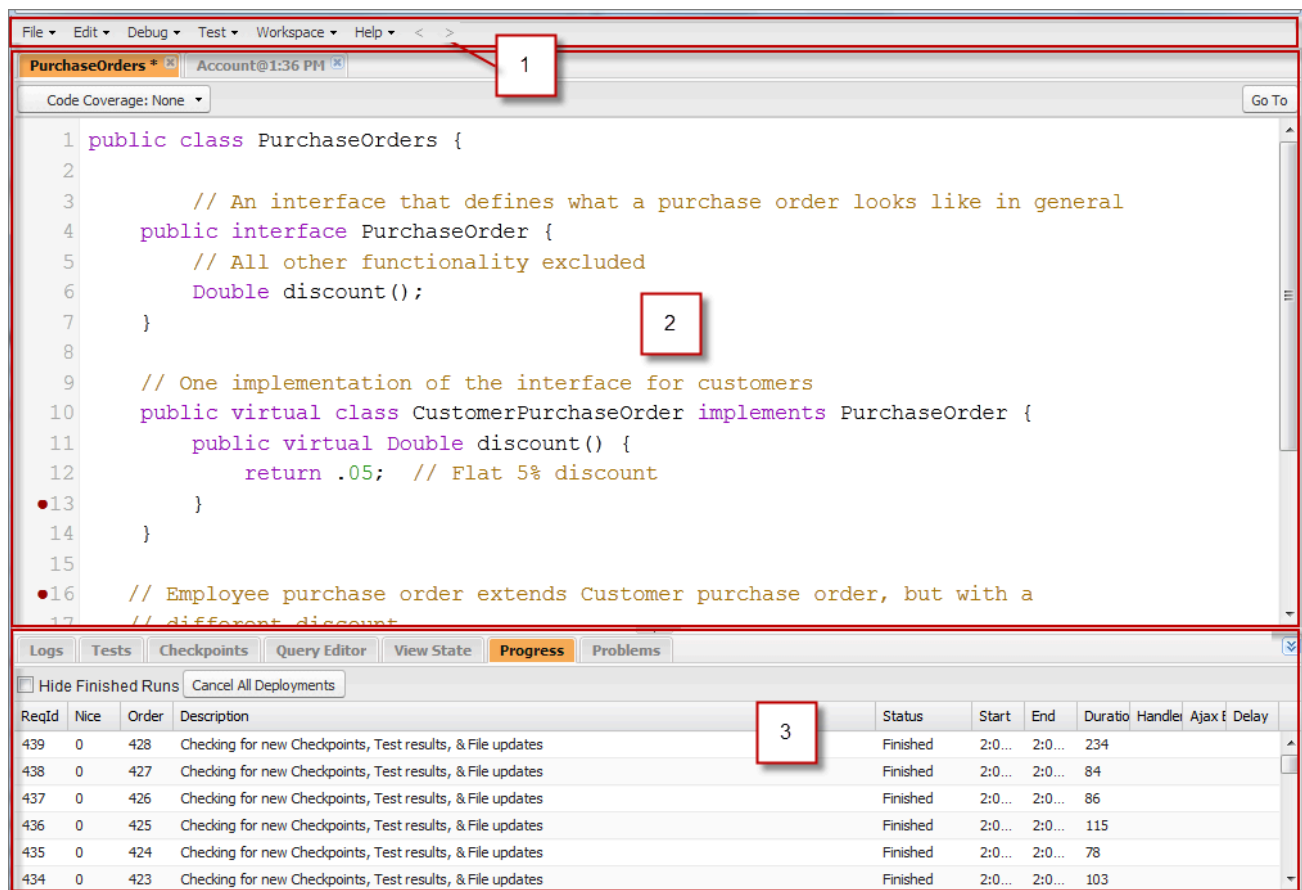 File Edit Debug Test Workspace Help < >
1
PurchaseOrders * Account@1:36 PM
Code Coverage: None Go To
1 public class PurchaseOrders {
2
3 // An interface that defines what a purchase order looks like in general
4 public interface PurchaseOrder {
5 // All other functionality excluded
6 Double discount();
7 }
2
8
9 // One implementation of the interface for customers
10 public virtual class CustomerPurchaseOrder implements PurchaseOrder {
11 public virtual Double discount() {
12 return .05; // Flat 5% discount
13 }
14 }
15
16 // Employee purchase order extends Customer purchase order, but with a
17 // different discount
Logs Tests Checkpoints Query Editor View State Progress Problems
Hide Finished Runs Cancel All Deployments
3
ReqId Nice Order Description Status Start End Duratio Handler Ajax E Delay
439 0 428 Checking for new Checkpoints, Test results, & File updates Finished 2:0... 2:0... 234
438 0 427 Checking for new Checkpoints, Test results, & File updates Finished 2:0... 2:0... 84
437 0 426 Checking for new Checkpoints, Test results, & File updates Finished 2:0... 2:0... 86
436 0 425 Checking for new Checkpoints, Test results, & File updates Finished 2:0... 2:0... 115
435 0 424 Checking for new Checkpoints, Test results, & File updates Finished 2:0... 2:0... 78
434 0 423 Checking for new Checkpoints, Test results, & File updates Finished 2:0... 2:0... 103